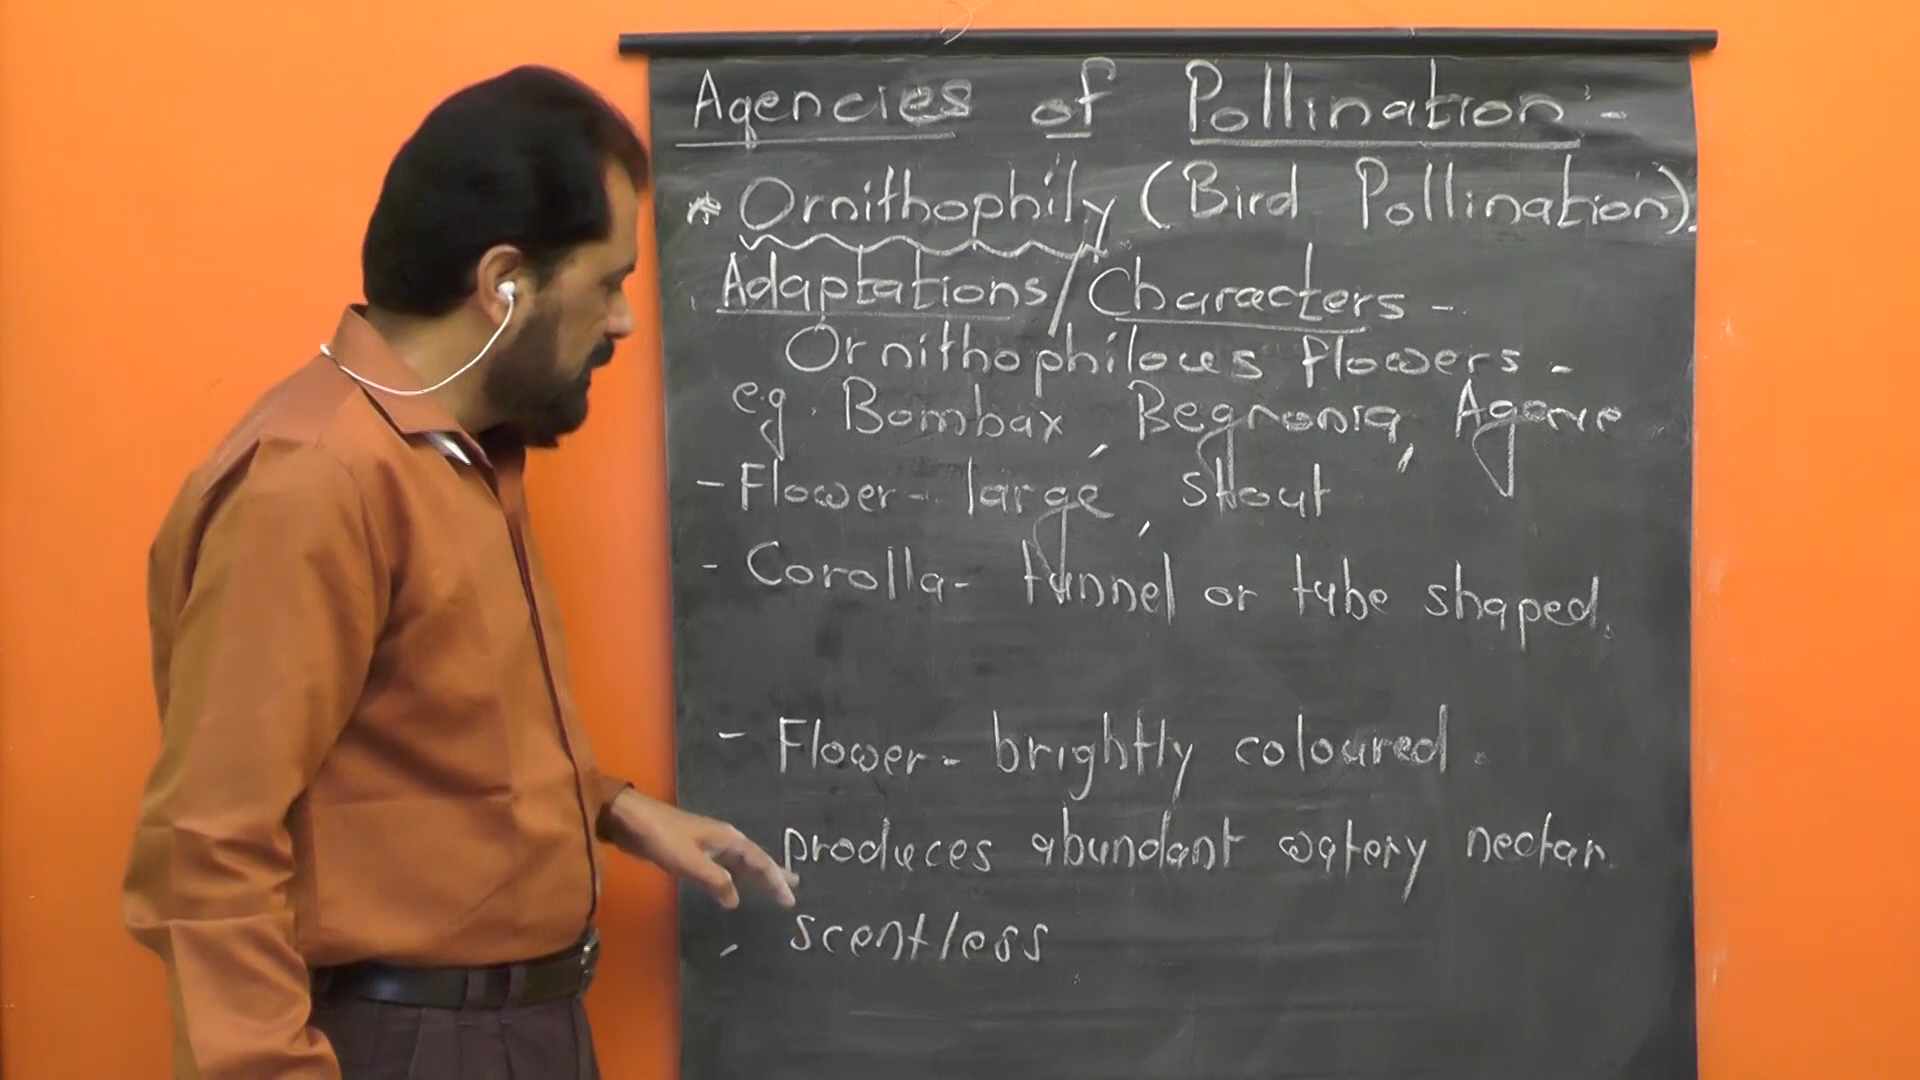 Agencies of Pollination :-
* Ornithophily (Bird Pollination).
Adaptations / Characters -
Ornithophilous flowers -
e.g. Bombax, Begnonia, Agave
- Flower - large, stout
- Corolla - funnel or tube shaped.
- Flower - brightly coloured.
produces abundant watery nectar.
- scentless